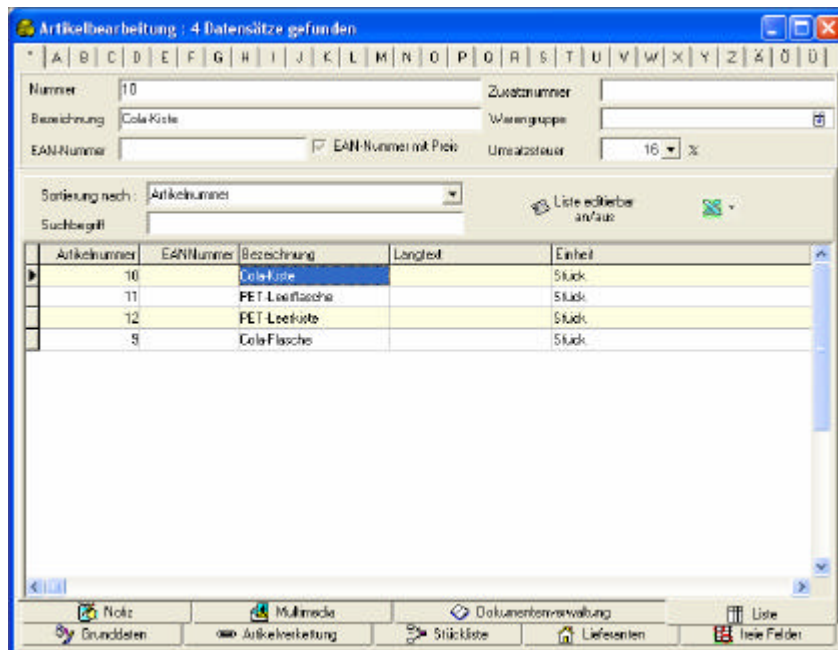 Artikelbearbeitung : 4 Datensätze gefunden
* A B C D E F G H I J K L M N O P Q R S T U V W X Y Z Ä Ö Ü
Nummer 10 Zusatznummer
Bezeichnung Cola-Kiste Warengruppe
EAN-Nummer EAN-Nummer mit Preis Umsatzsteuer 16 %
Sortierung nach : Artikelnummer Liste editierbar
an/aus
Suchbegriff
Artikelnummer EANNummer Bezeichnung Langtext Einheit
10 Cola-Kiste Stück
11 PET-Leerflasche Stück
12 PET-Leerkiste Stück
9 Cola-Flasche Stück
Notiz Multimedia Dokumentenverwaltung Liste
Grunddaten Artikelverkettung Stückliste Lieferanten freie Felder